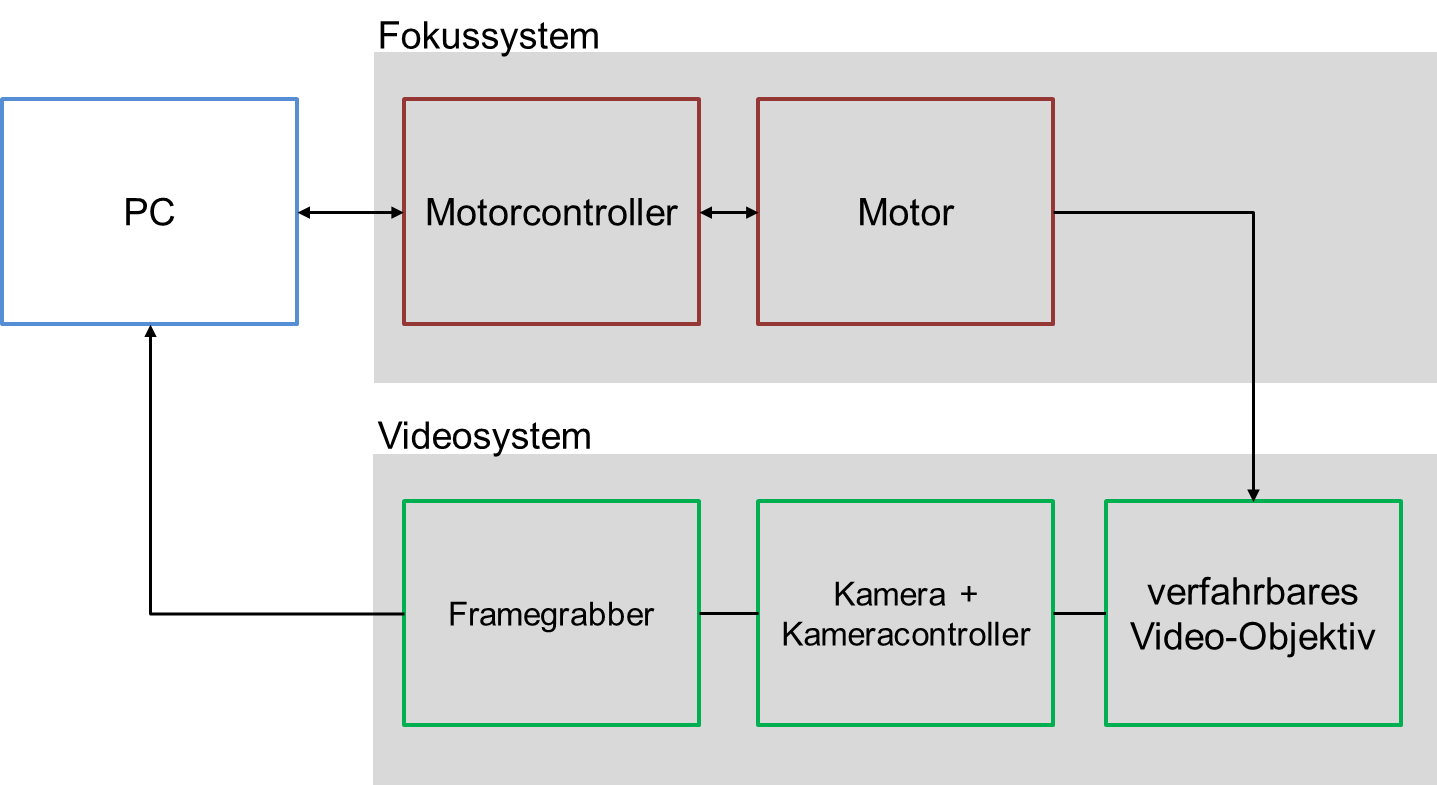 Fokussystem
PC
Motorcontroller
Motor
Videosystem
Framegrabber
Kamera +
Kameracontroller
verfahrbares
Video-Objektiv